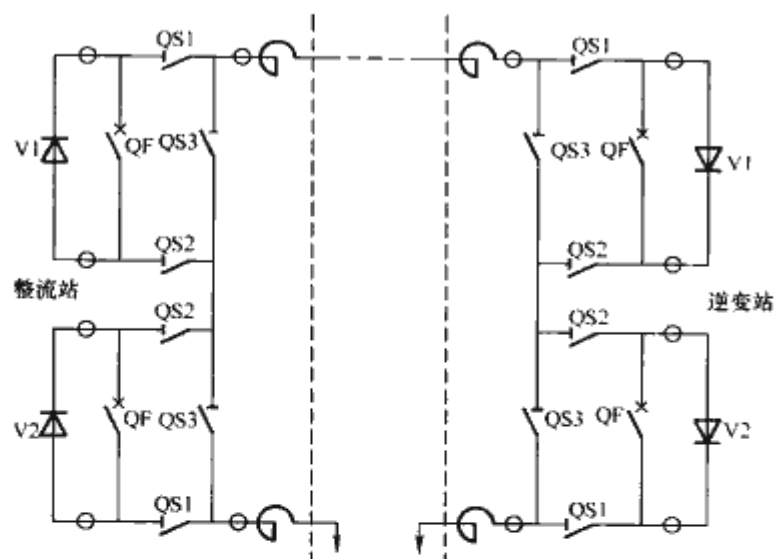 QS1 QS1
V1 QF QS3 QS3 QF V1
QS2 QS2
整流站 逆变站
QS2 QS2
V2 QF QS3 QS3 QF V2
QS1 QS1